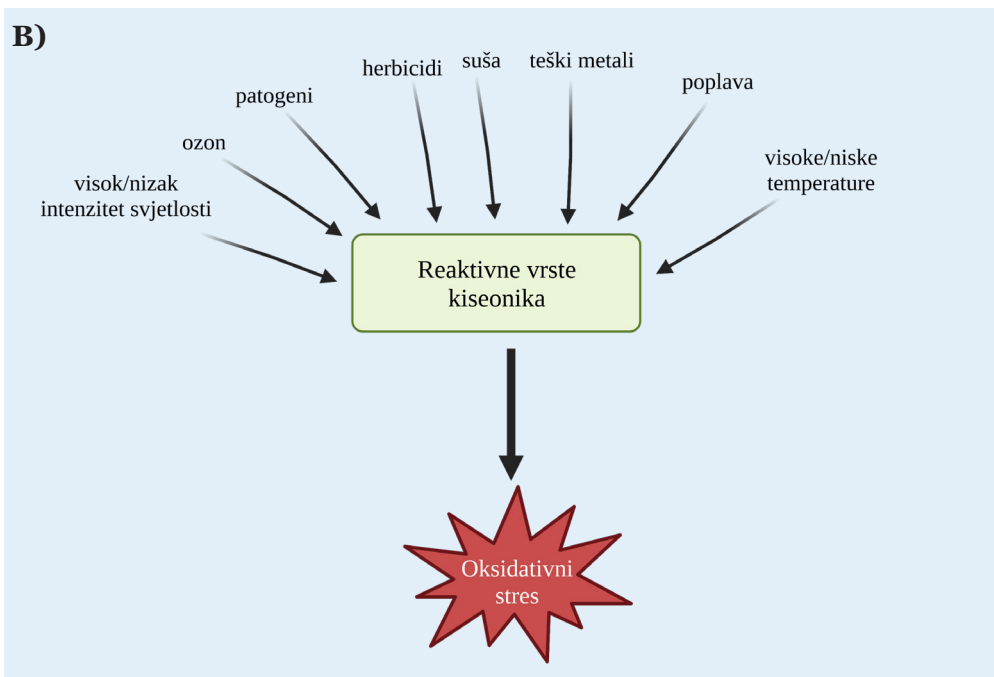 B)
visok/nizak
intenzitet svjetlosti
ozon
patogeni
herbicidi
suša
teški metali
poplava
visoke/niske
temperature
Reaktivne vrste
kiseonika
Oksidativni
stres